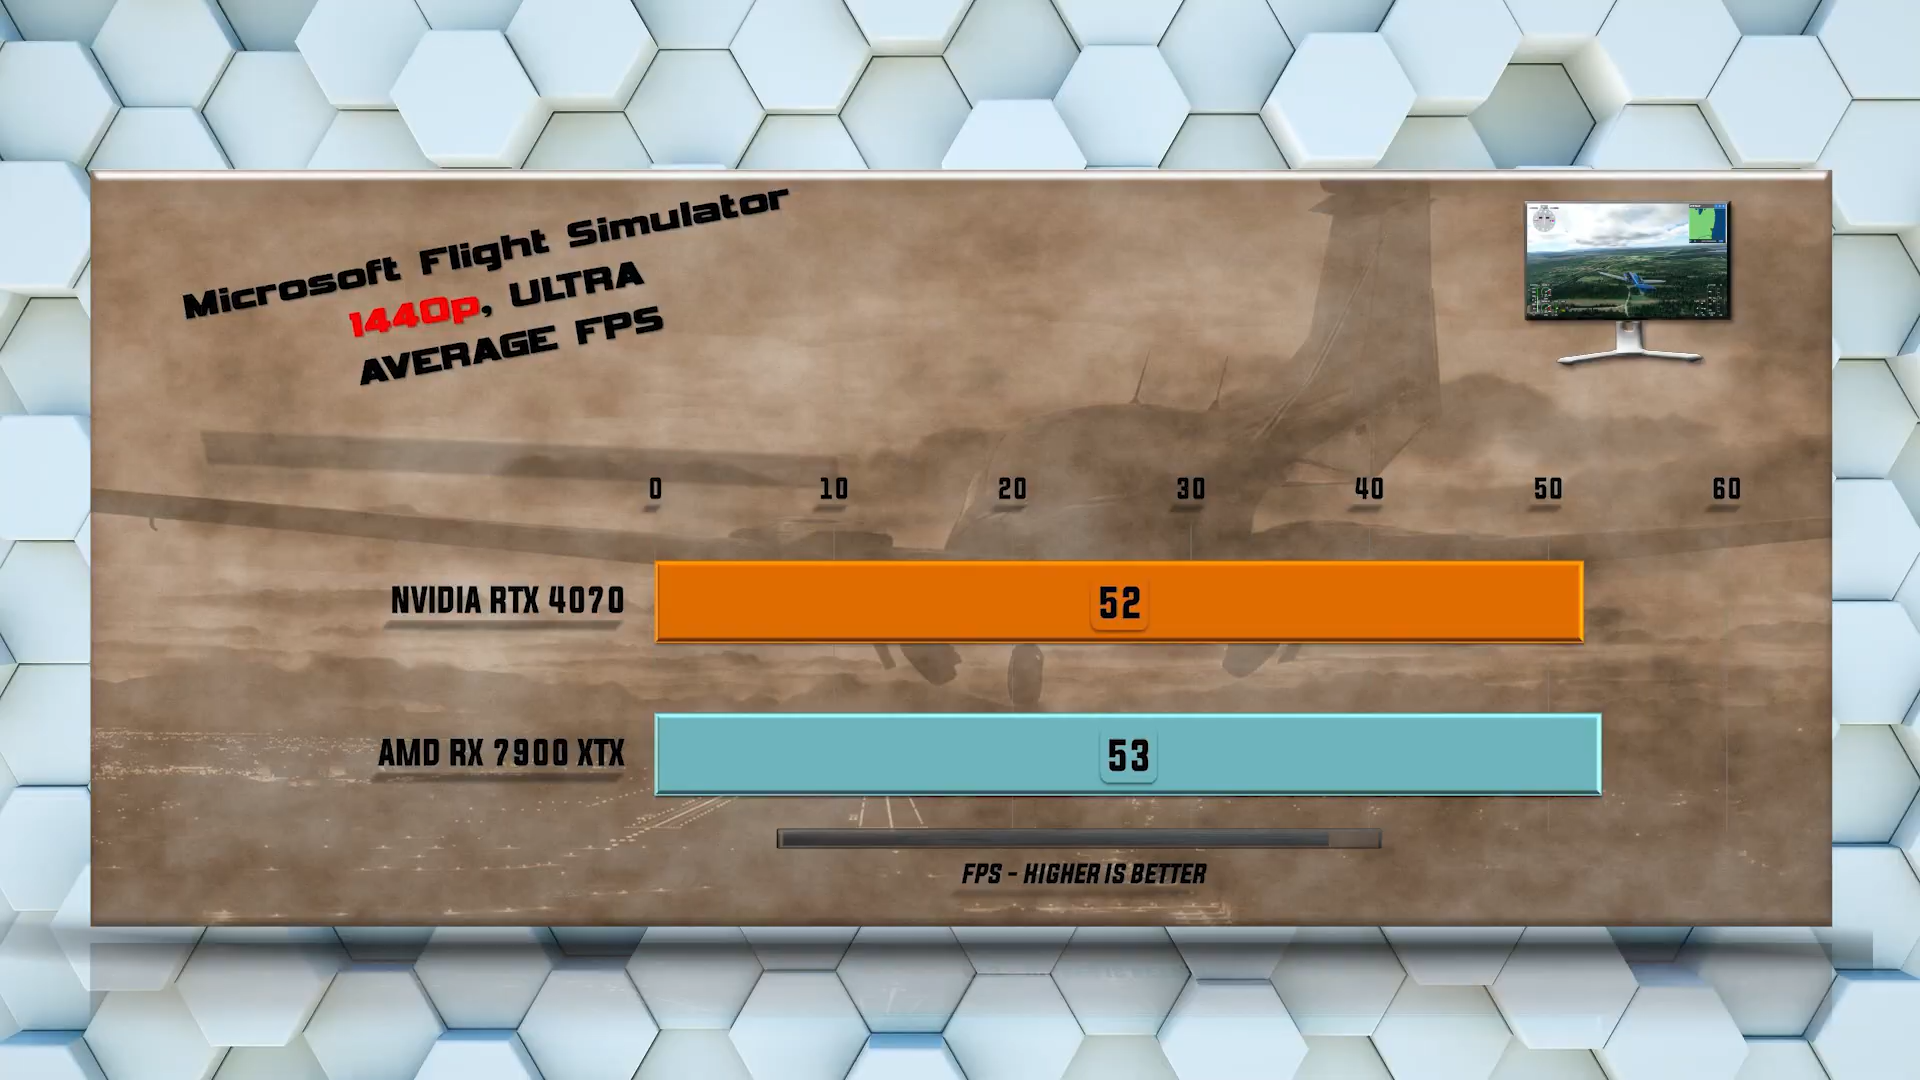 Microsoft Flight Simulator
1440p, ULTRA
AVERAGE FPS
0 10 20 30 40 50 60
NVIDIA RTX 4070 52
AMD RX 7900 XTX 53
FPS - HIGHER IS BETTER